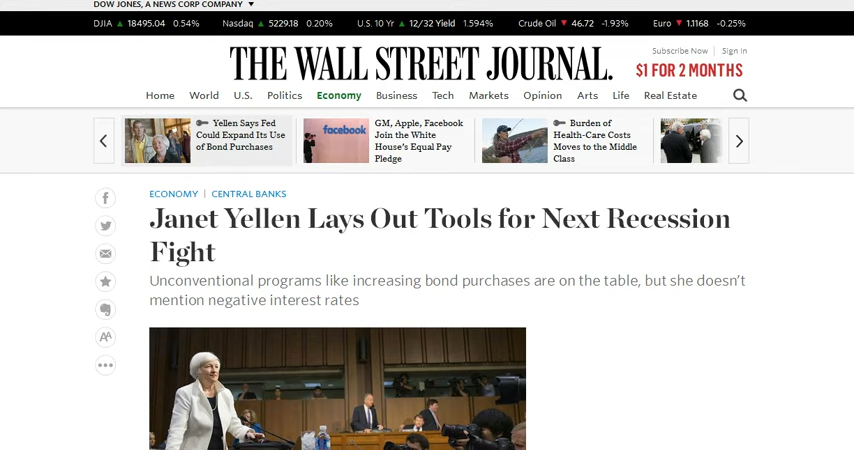 DOW JONES, A NEWS CORP COMPANY ▼
DJIA ▲ 18495.04 0.54% Nasdaq ▲ 5229.18 0.20% U.S. 10 Yr ▲ 12/32 Yield 1.594% Crude Oil ▼ 46.72 -1.93% Euro ▼ 1.1168 -0.25%
THE WALL STREET JOURNAL.
Subscribe Now | Sign In
$1 FOR 2 MONTHS
Home World U.S. Politics Economy Business Tech Markets Opinion Arts Life Real Estate
Yellen Says Fed
Could Expand Its Use
of Bond Purchases
facebook
GM, Apple, Facebook
Join the White
House's Equal Pay
Pledge
Burden of
Health-Care Costs
Moves to the Middle
Class
ECONOMY | CENTRAL BANKS
Janet Yellen Lays Out Tools for Next Recession
Fight
Unconventional programs like increasing bond purchases are on the table, but she doesn't
mention negative interest rates
AA